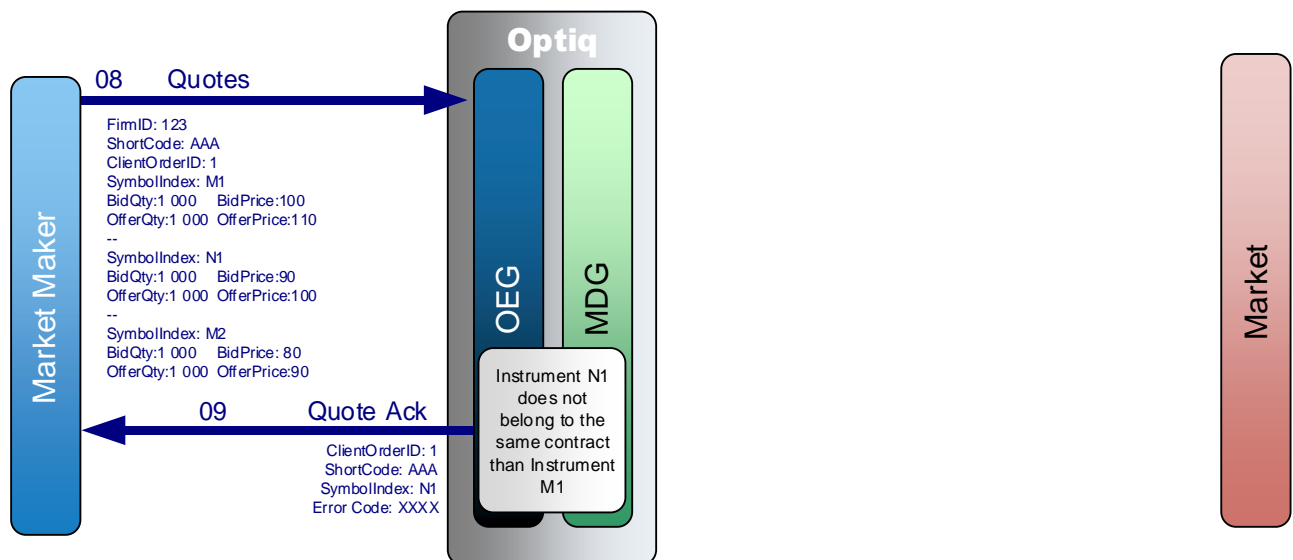 Optiq
08 Quotes
FirmID: 123
ShortCode: AAA
ClientOrderID: 1
SymbolIndex: M1
BidQty:1 000 BidPrice:100
OfferQty:1 000 OfferPrice:110
--
SymbolIndex: N1
BidQty:1 000 BidPrice:90
OfferQty:1 000 OfferPrice:100
--
SymbolIndex: M2
BidQty:1 000 BidPrice: 80
OfferQty:1 000 OfferPrice:90
Market Maker
OEG
MDG
Market
Instrument N1
does not
belong to the
same contract
than Instrument
M1
09 Quote Ack
ClientOrderID: 1
ShortCode: AAA
SymbolIndex: N1
Error Code: XXXX